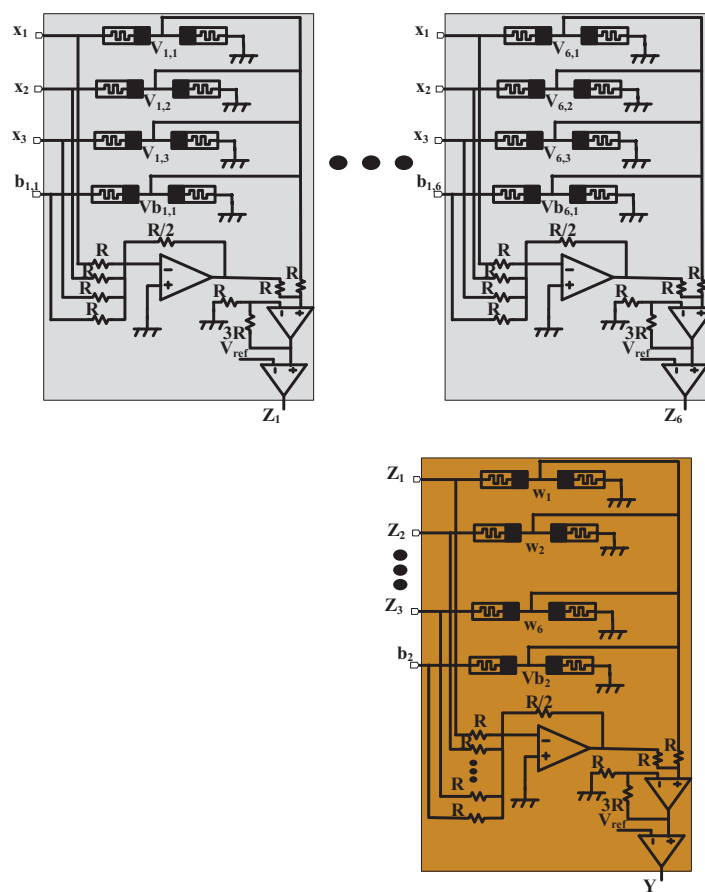 x1 V1,1
x2 V1,2
x3 V1,3
b1,1 Vb1,1
R/2
R
R
R
R
R R
R
3R
Vref
Z1
x1 V6,1
x2 V6,2
x3 V6,3
b1,6 Vb6,1
R/2
R
R
R
R
R R
R
3R
Vref
Z6
Z1 w1
Z2 w2
Z3 w6
b2 Vb2
R/2
R
R
R
R
R R
R
3R
Vref
Y